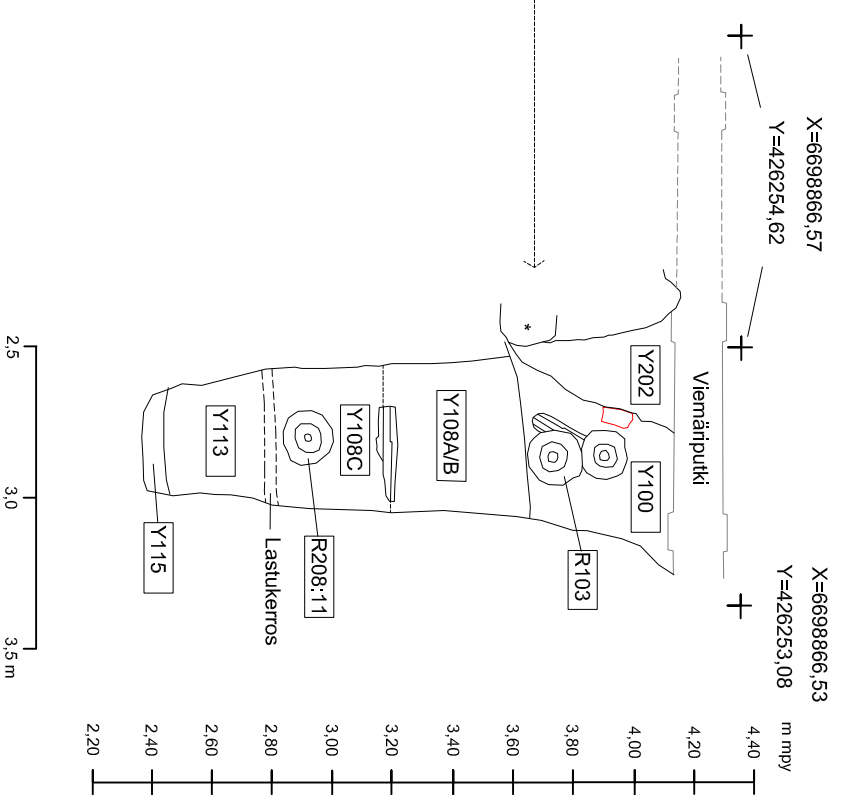 X=6698866,57
Y=426254,62
X=6698866,53
Y=426253,08
m mpy
4,40
4,20
4,00
3,80
3,60
3,40
3,20
3,00
2,80
2,60
2,40
2,20
Viemäriputki
Y202
Y100
*
R103
Y108A/B
Y108C
R208:11
Lastukerros
Y113
Y115
2,5
3,0
3,5 m